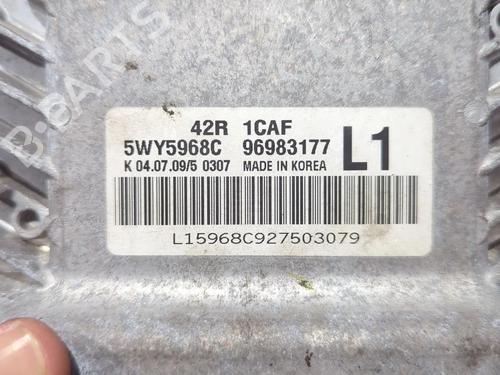 B-PARTS
42R 1CAF
5WY5968C 96983177 L1
K 04.07.09/5 0307 MADE IN KOREA
L15968C927503079